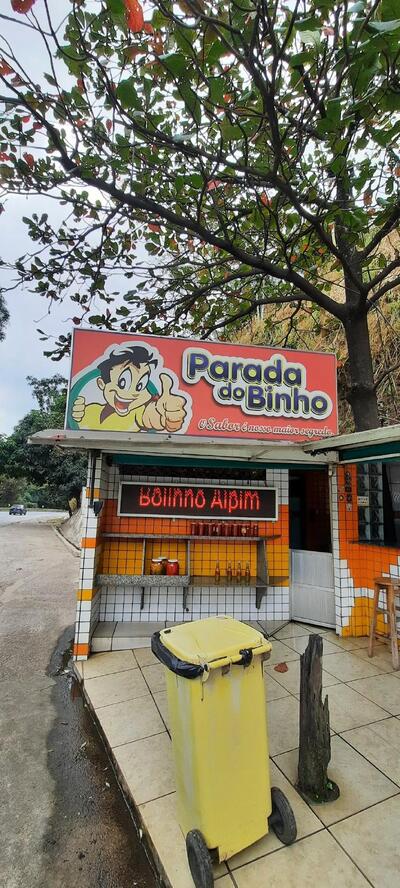 Parada
do Binho
O Sabor é nosso maior segredo.
Bolinho Aipim